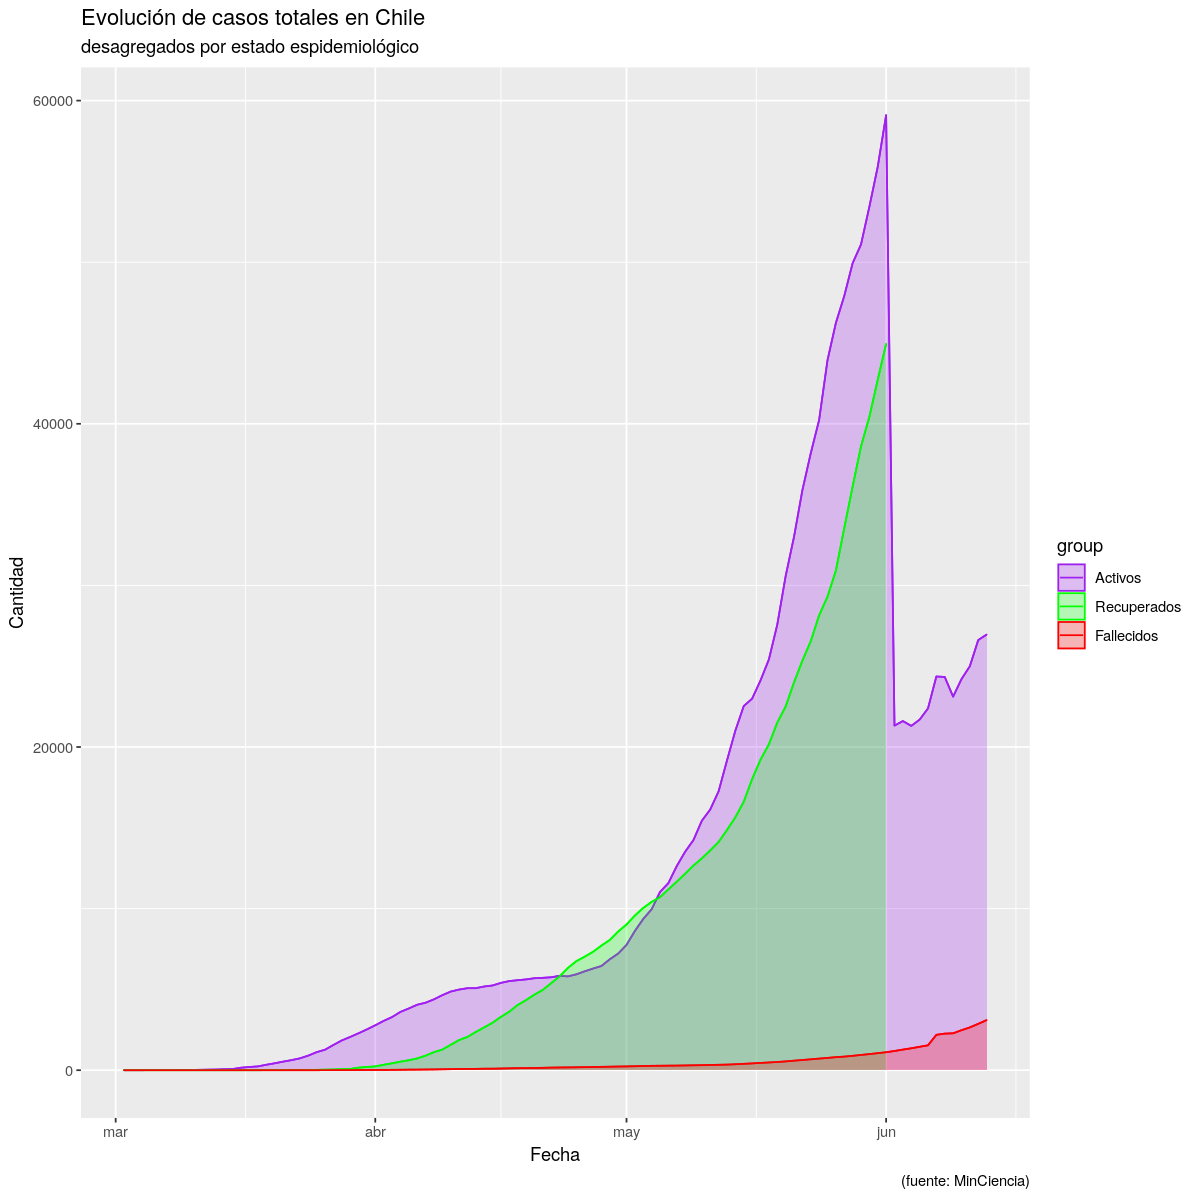 Evolución de casos totales en Chile
desagregados por estado espidemiológico
60000
40000
20000
0
Cantidad
mar
abr
may
jun
Fecha
group
Activos
Recuperados
Fallecidos
(fuente: MinCiencia)